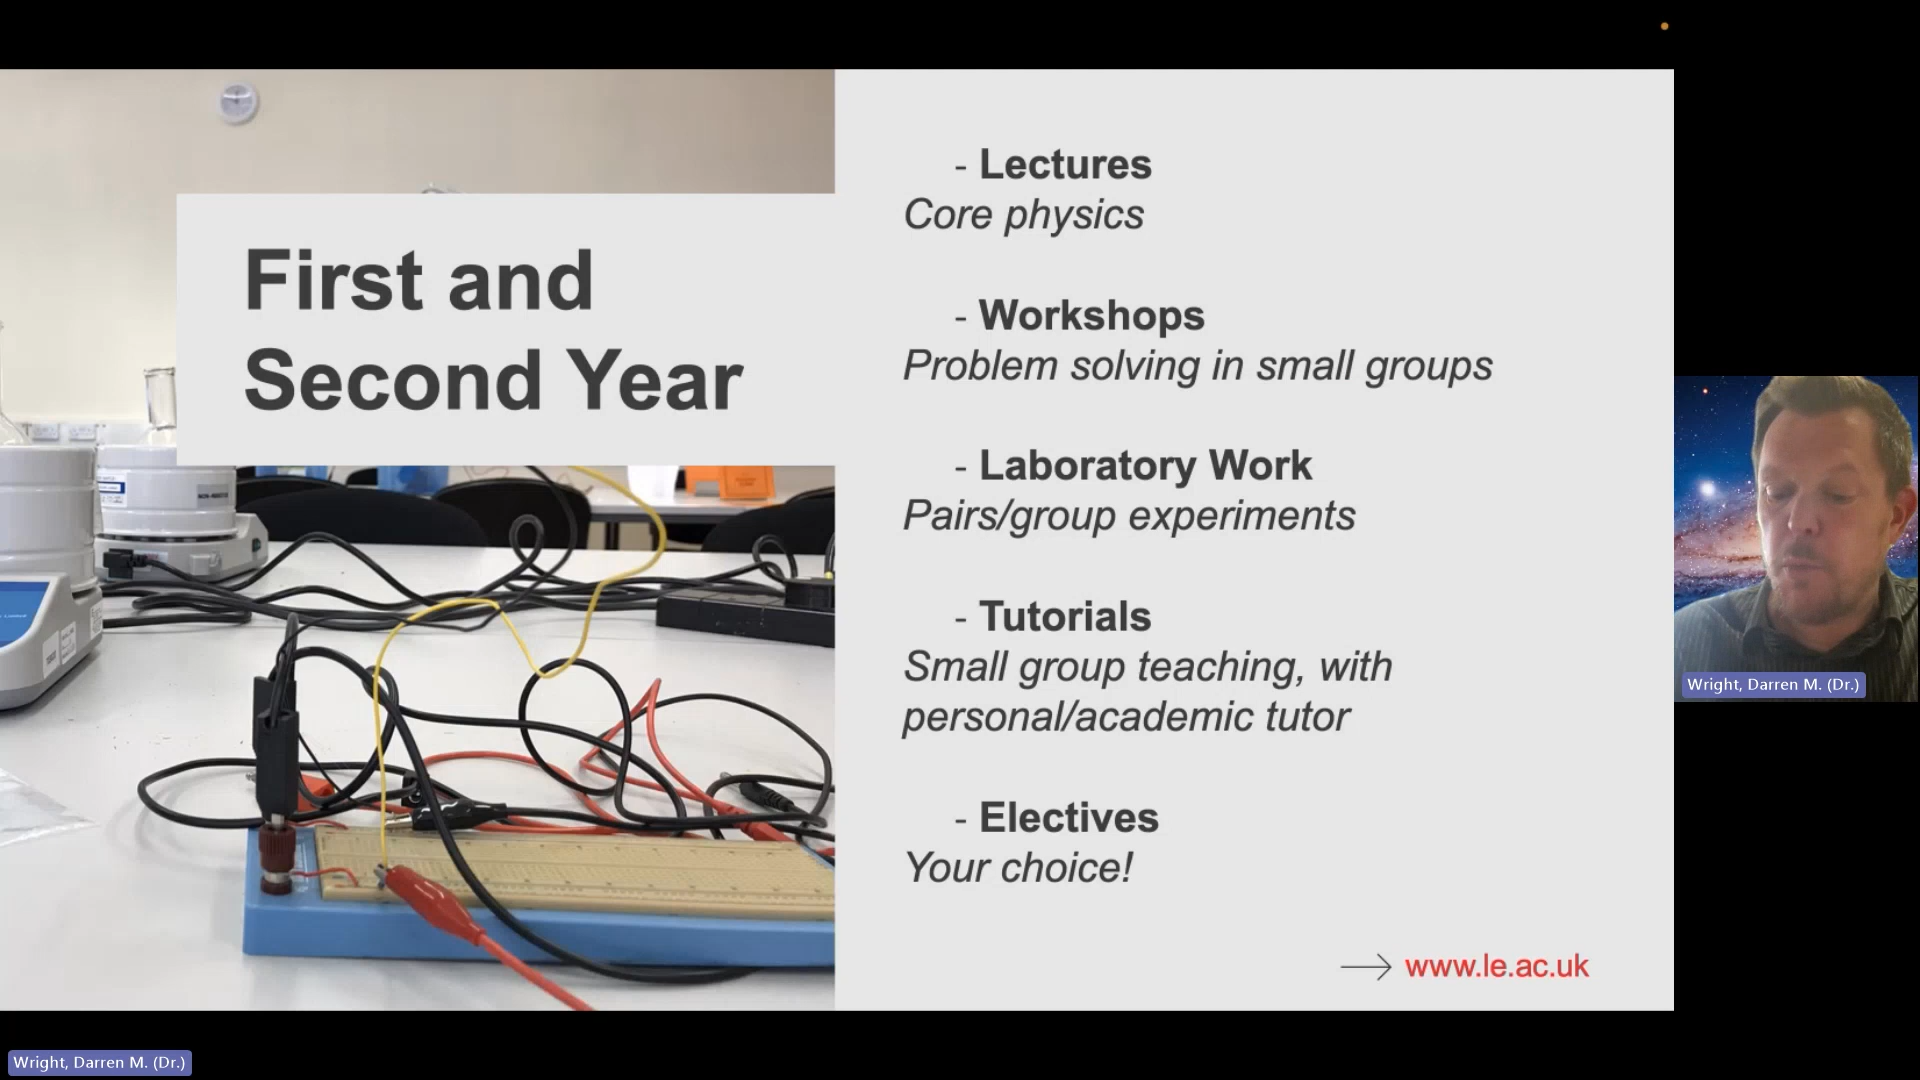 First and
Second Year
- Lectures
Core physics
- Workshops
Problem solving in small groups
- Laboratory Work
Pairs/group experiments
- Tutorials
Small group teaching, with
personal/academic tutor
- Electives
Your choice!
www.le.ac.uk
Wright, Darren M. (Dr.)
Wright, Darren M. (Dr.)